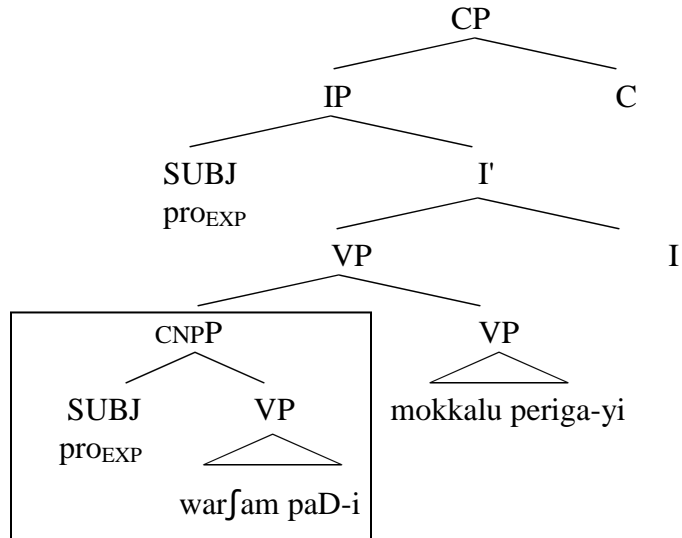 CP
IP C
SUBJ I'
pro_EXP
VP I
CNPP VP
SUBJ VP mokkalu periga-yi
pro_EXP
warʃam paD-i